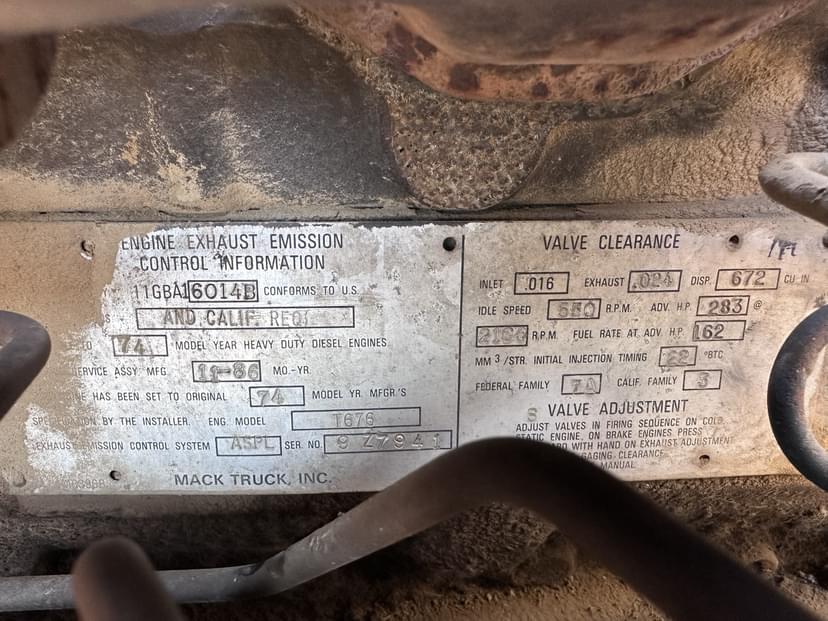 ENGINE EXHAUST EMISSION
CONTROL INFORMATION
11GBA16014B CONFORMS TO U.S.
AND CALIF. REQ.
74 MODEL YEAR HEAVY DUTY DIESEL ENGINES.
SERVICE ASSY. MFG. 11-86 MO.-YR.
HAS BEEN SET TO ORIGINAL 74 MODEL YR. MFGR.'S
BY THE INSTALLER. ENG. MODEL T676
EXHAUST EMISSION CONTROL SYSTEM ASPL SER. NO. 9 Z7941
MACK TRUCK, INC.
VALVE CLEARANCE
INLET .016 EXHAUST .024 DISP. 672 CU. IN
IDLE SPEED 550 R.P.M. ADV. H.P. 283 @
R.P.M. FUEL RATE AT ADV. H.P. 162
MM 3/STR. INITIAL INJECTION TIMING 22 °BTC
FEDERAL FAMILY 7A CALIF. FAMILY 3
VALVE ADJUSTMENT
ADJUST VALVES IN FIRING SEQUENCE ON COLD,
STATIC ENGINE, ON BRAKE ENGINES PRESS
WITH HAND ON EXHAUST ADJUSTMENT
GAGING CLEARANCE.
MANUAL.